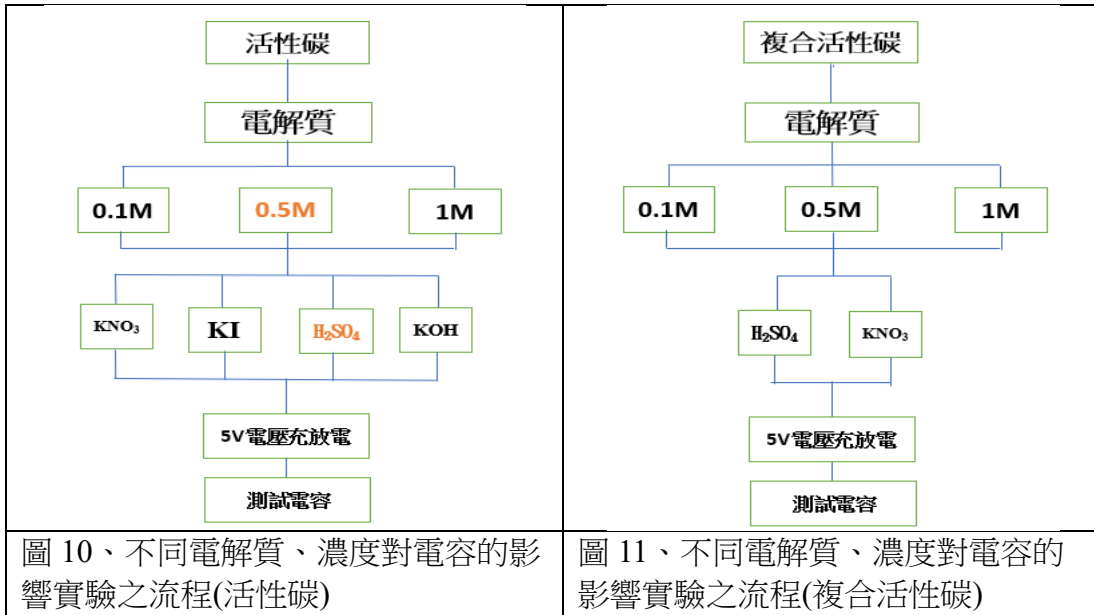 活性碳
電解質
0.1M
0.5M
1M
KNO₃
KI
H₂SO₄
KOH
5V電壓充放電
測試電容
圖 10、不同電解質、濃度對電容的影
響實驗之流程(活性碳)
複合活性碳
電解質
0.1M
0.5M
1M
H₂SO₄
KNO₃
5V電壓充放電
測試電容
圖 11、不同電解質、濃度對電容的
影響實驗之流程(複合活性碳)